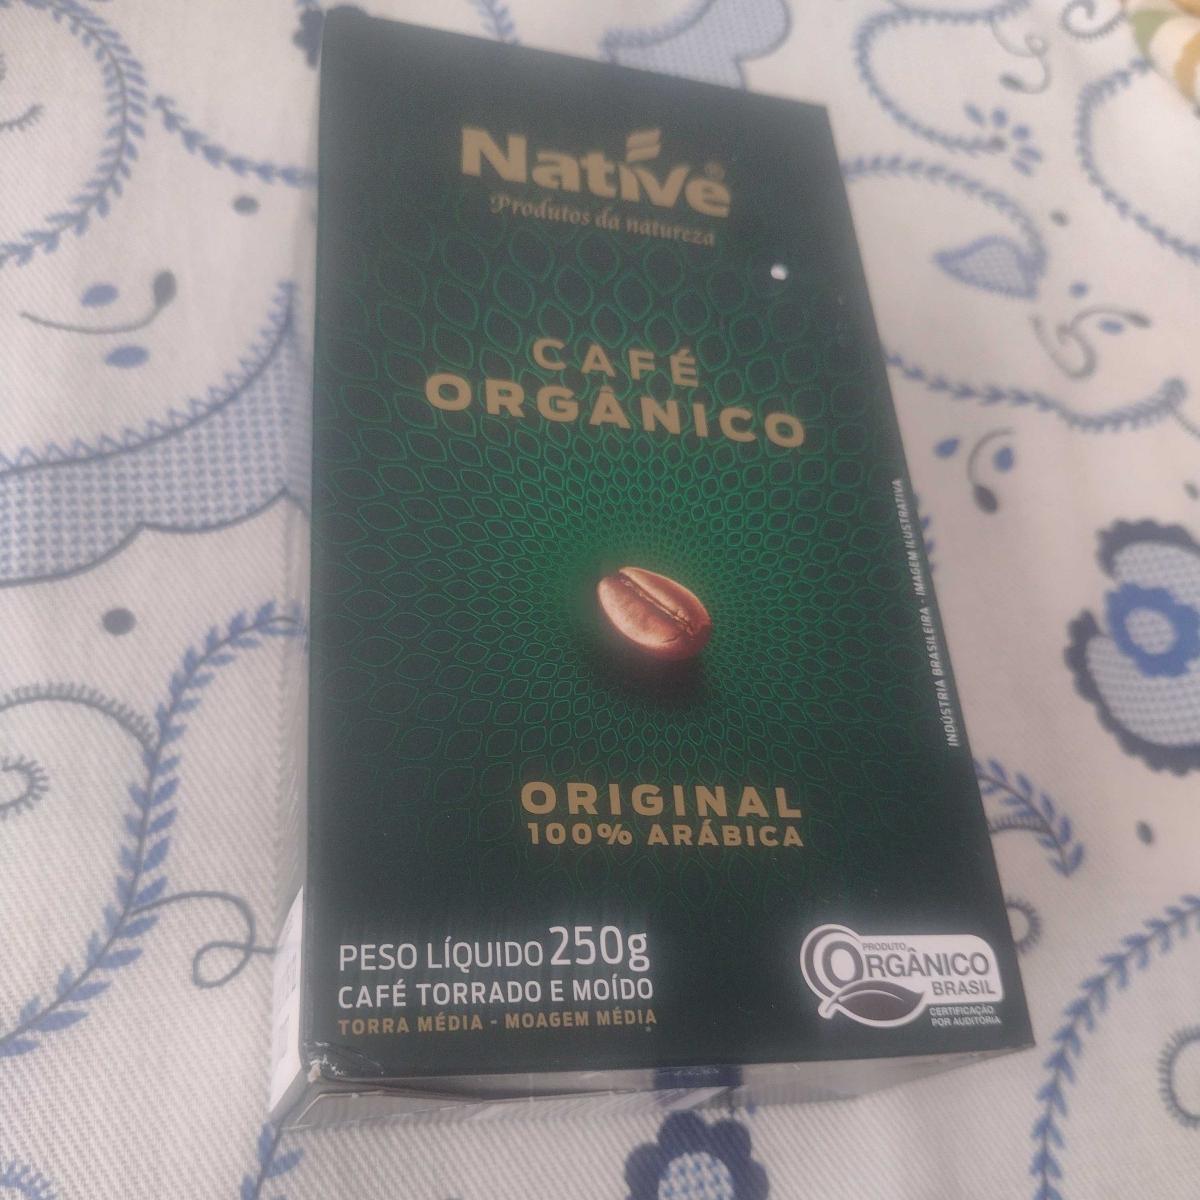 Native®
Produtos da natureza
CAFÉ
ORGÂNICO
INDÚSTRIA BRASILEIRA - IMAGEM ILUSTRATIVA
ORIGINAL
100% ARÁBICA
PESO LÍQUIDO 250g
CAFÉ TORRADO E MOÍDO
TORRA MÉDIA - MOAGEM MÉDIA
PRODUTO
ORGÂNICO
BRASIL
CERTIFICAÇÃO
POR AUDITORIA